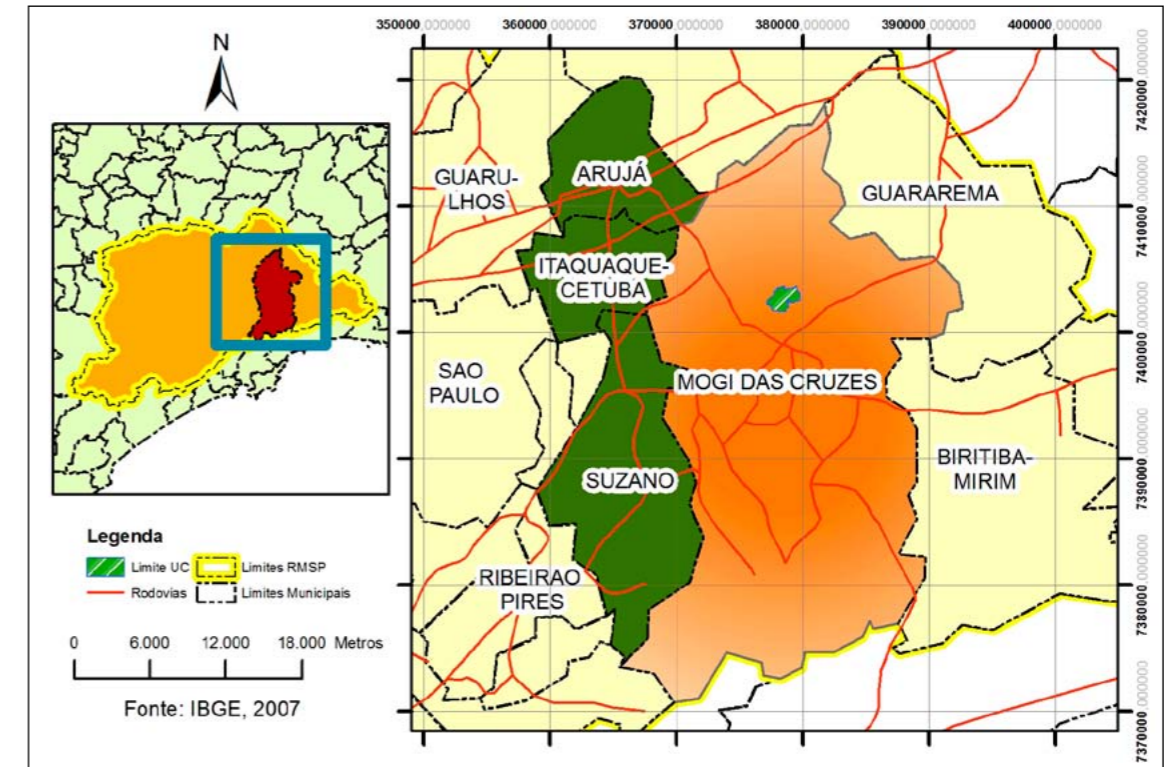 350000,000000 360000,000000 370000,000000 380000,000000 390000,000000 400000,000000
N
7420000,000000
7410000,000000
7400000,000000
7390000,000000
7380000,000000
7370000,000000
GUARU-
LHOS
ARUJÁ
GUARAREMA
ITAQUAQUE-
CETUBA
SAO
PAULO
MOGI DAS CRUZES
SUZANO
BIRITIBA-
MIRIM
RIBEIRAO
PIRES
Legenda
Limite UC Limites RMSP
Rodovias Limites Municipais
0 6.000 12.000 18.000 Metros
Fonte: IBGE, 2007